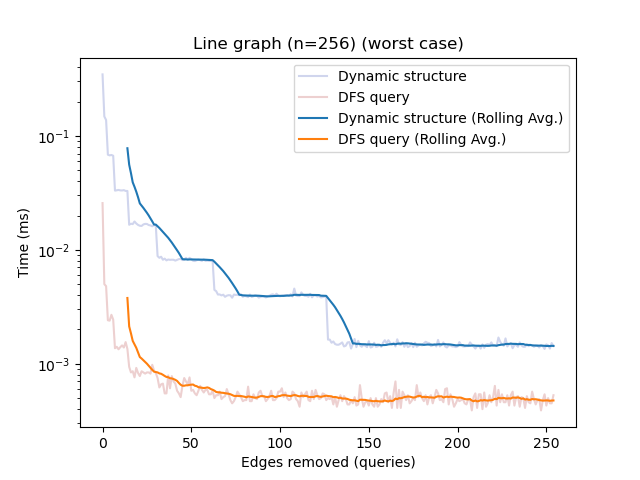 Line graph (n=256) (worst case)
Dynamic structure
DFS query
Dynamic structure (Rolling Avg.)
DFS query (Rolling Avg.)
Time (ms)
10⁻¹
10⁻²
10⁻³
0 50 100 150 200 250
Edges removed (queries)